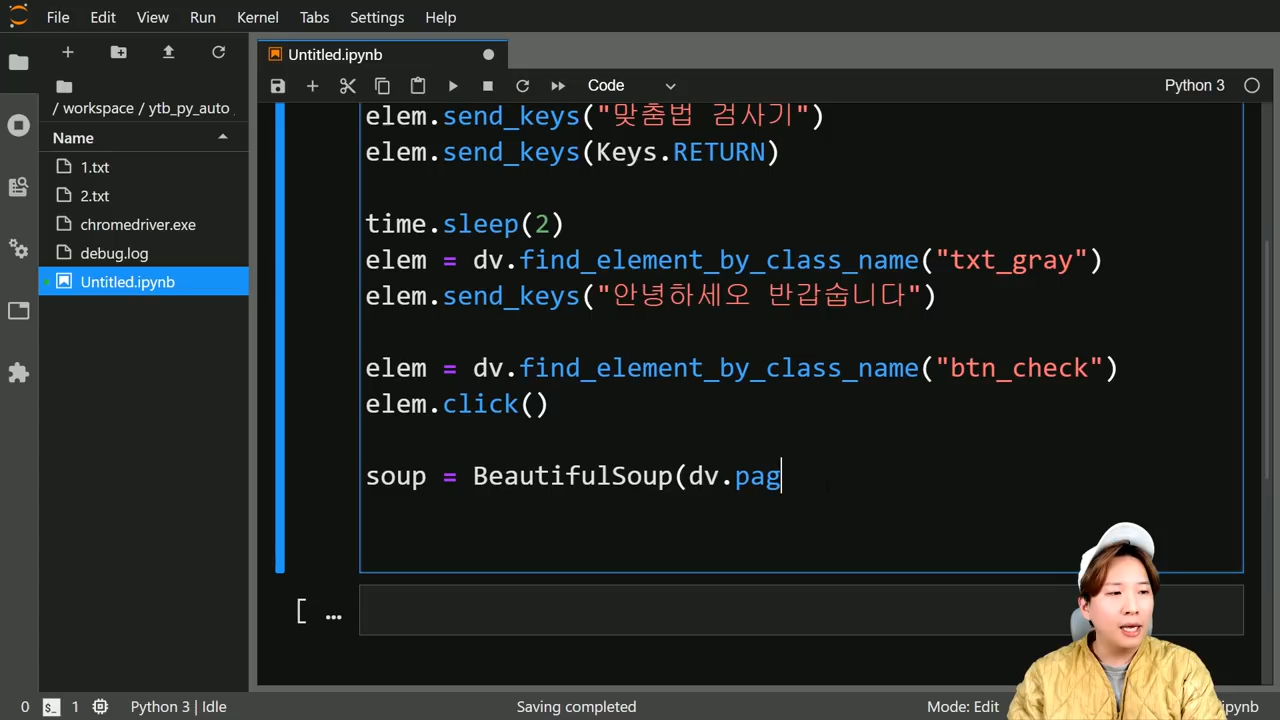 File Edit View Run Kernel Tabs Settings Help
Untitled.ipynb
Code
Python 3
/ workspace / ytb_py_auto
Name
1.txt
2.txt
chromedriver.exe
debug.log
Untitled.ipynb
elem.send_keys("맞춤법 검사기")
elem.send_keys(Keys.RETURN)
time.sleep(2)
elem = dv.find_element_by_class_name("txt_gray")
elem.send_keys("안녕하세오 반갑숩니다")
elem = dv.find_element_by_class_name("btn_check")
elem.click()
soup = BeautifulSoup(dv.pag
[ …
0 1 Python 3 | Idle Saving completed Mode: Edit ipynb